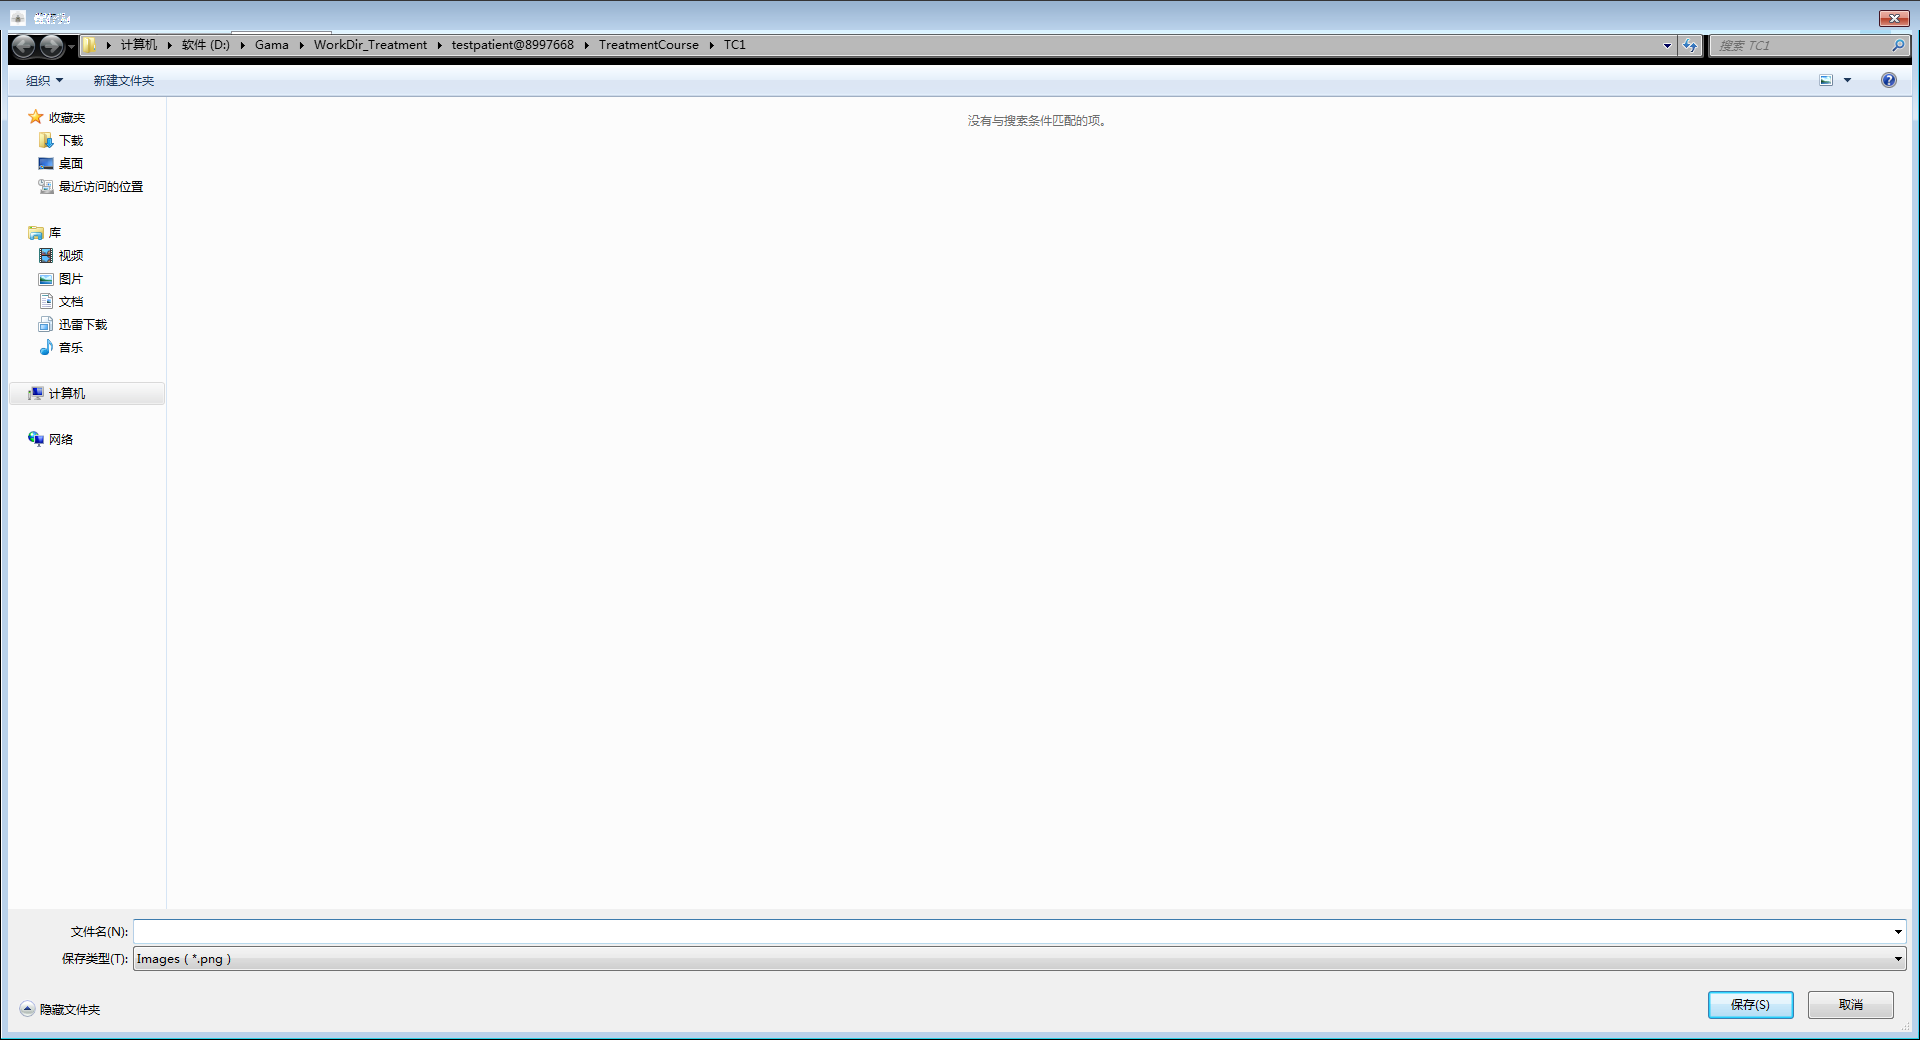 计算机 软件 (D:) Gama WorkDir_Treatment testpatient@8997668 TreatmentCourse TC1
搜索 TC1
组织 新建文件夹
收藏夹
下载
桌面
最近访问的位置
库
视频
图片
文档
迅雷下载
音乐
计算机
网络
没有与搜索条件匹配的项。
文件名(N):
保存类型(T): Images ( *.png )
隐藏文件夹
保存(S) 取消